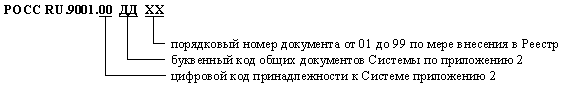 РОСС RU.9001.00 ДД ХХ
порядковый номер документа от 01 до 99 по мере внесения в Реестр
буквенный код общих документов Системы по приложению 2
цифровой код принадлежности к Системе приложению 2